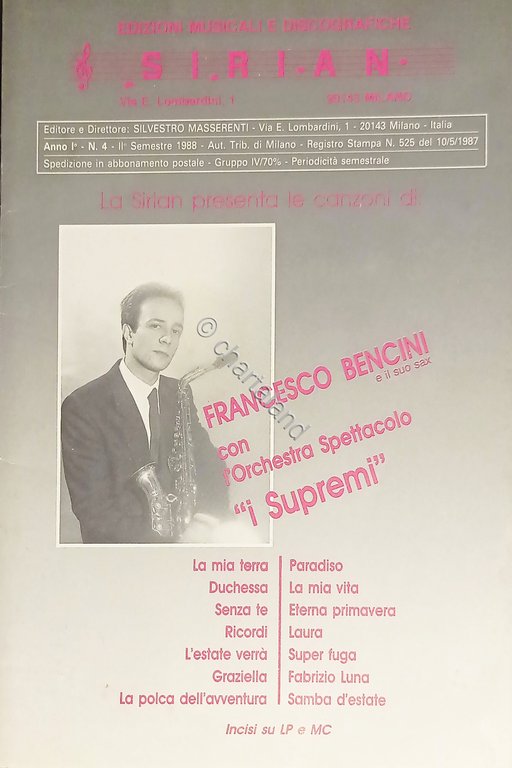 EDIZIONI MUSICALI E DISCOGRAFICHE
SIRIAN
Via E. Lombardini, 1 20143 MILANO
Editore e Direttore: SILVESTRO MASSERENTI - Via E. Lombardini, 1 - 20143 Milano - Italia
Anno I° - N. 4 - II° Semestre 1988 - Aut. Trib. di Milano - Registro Stampa N. 525 del 10/5/1987
Spedizione in abbonamento postale - Gruppo IV/70% - Periodicità semestrale
La Sirian presenta le canzoni di:
FRANCESCO BENCINI
e il suo sax
con
l'Orchestra Spettacolo
"i Supremi"
© chartaland
La mia terra
Duchessa
Senza te
Ricordi
L'estate verrà
Graziella
La polca dell'avventura
Paradiso
La mia vita
Eterna primavera
Laura
Super fuga
Fabrizio Luna
Samba d'estate
Incisi su LP e MC